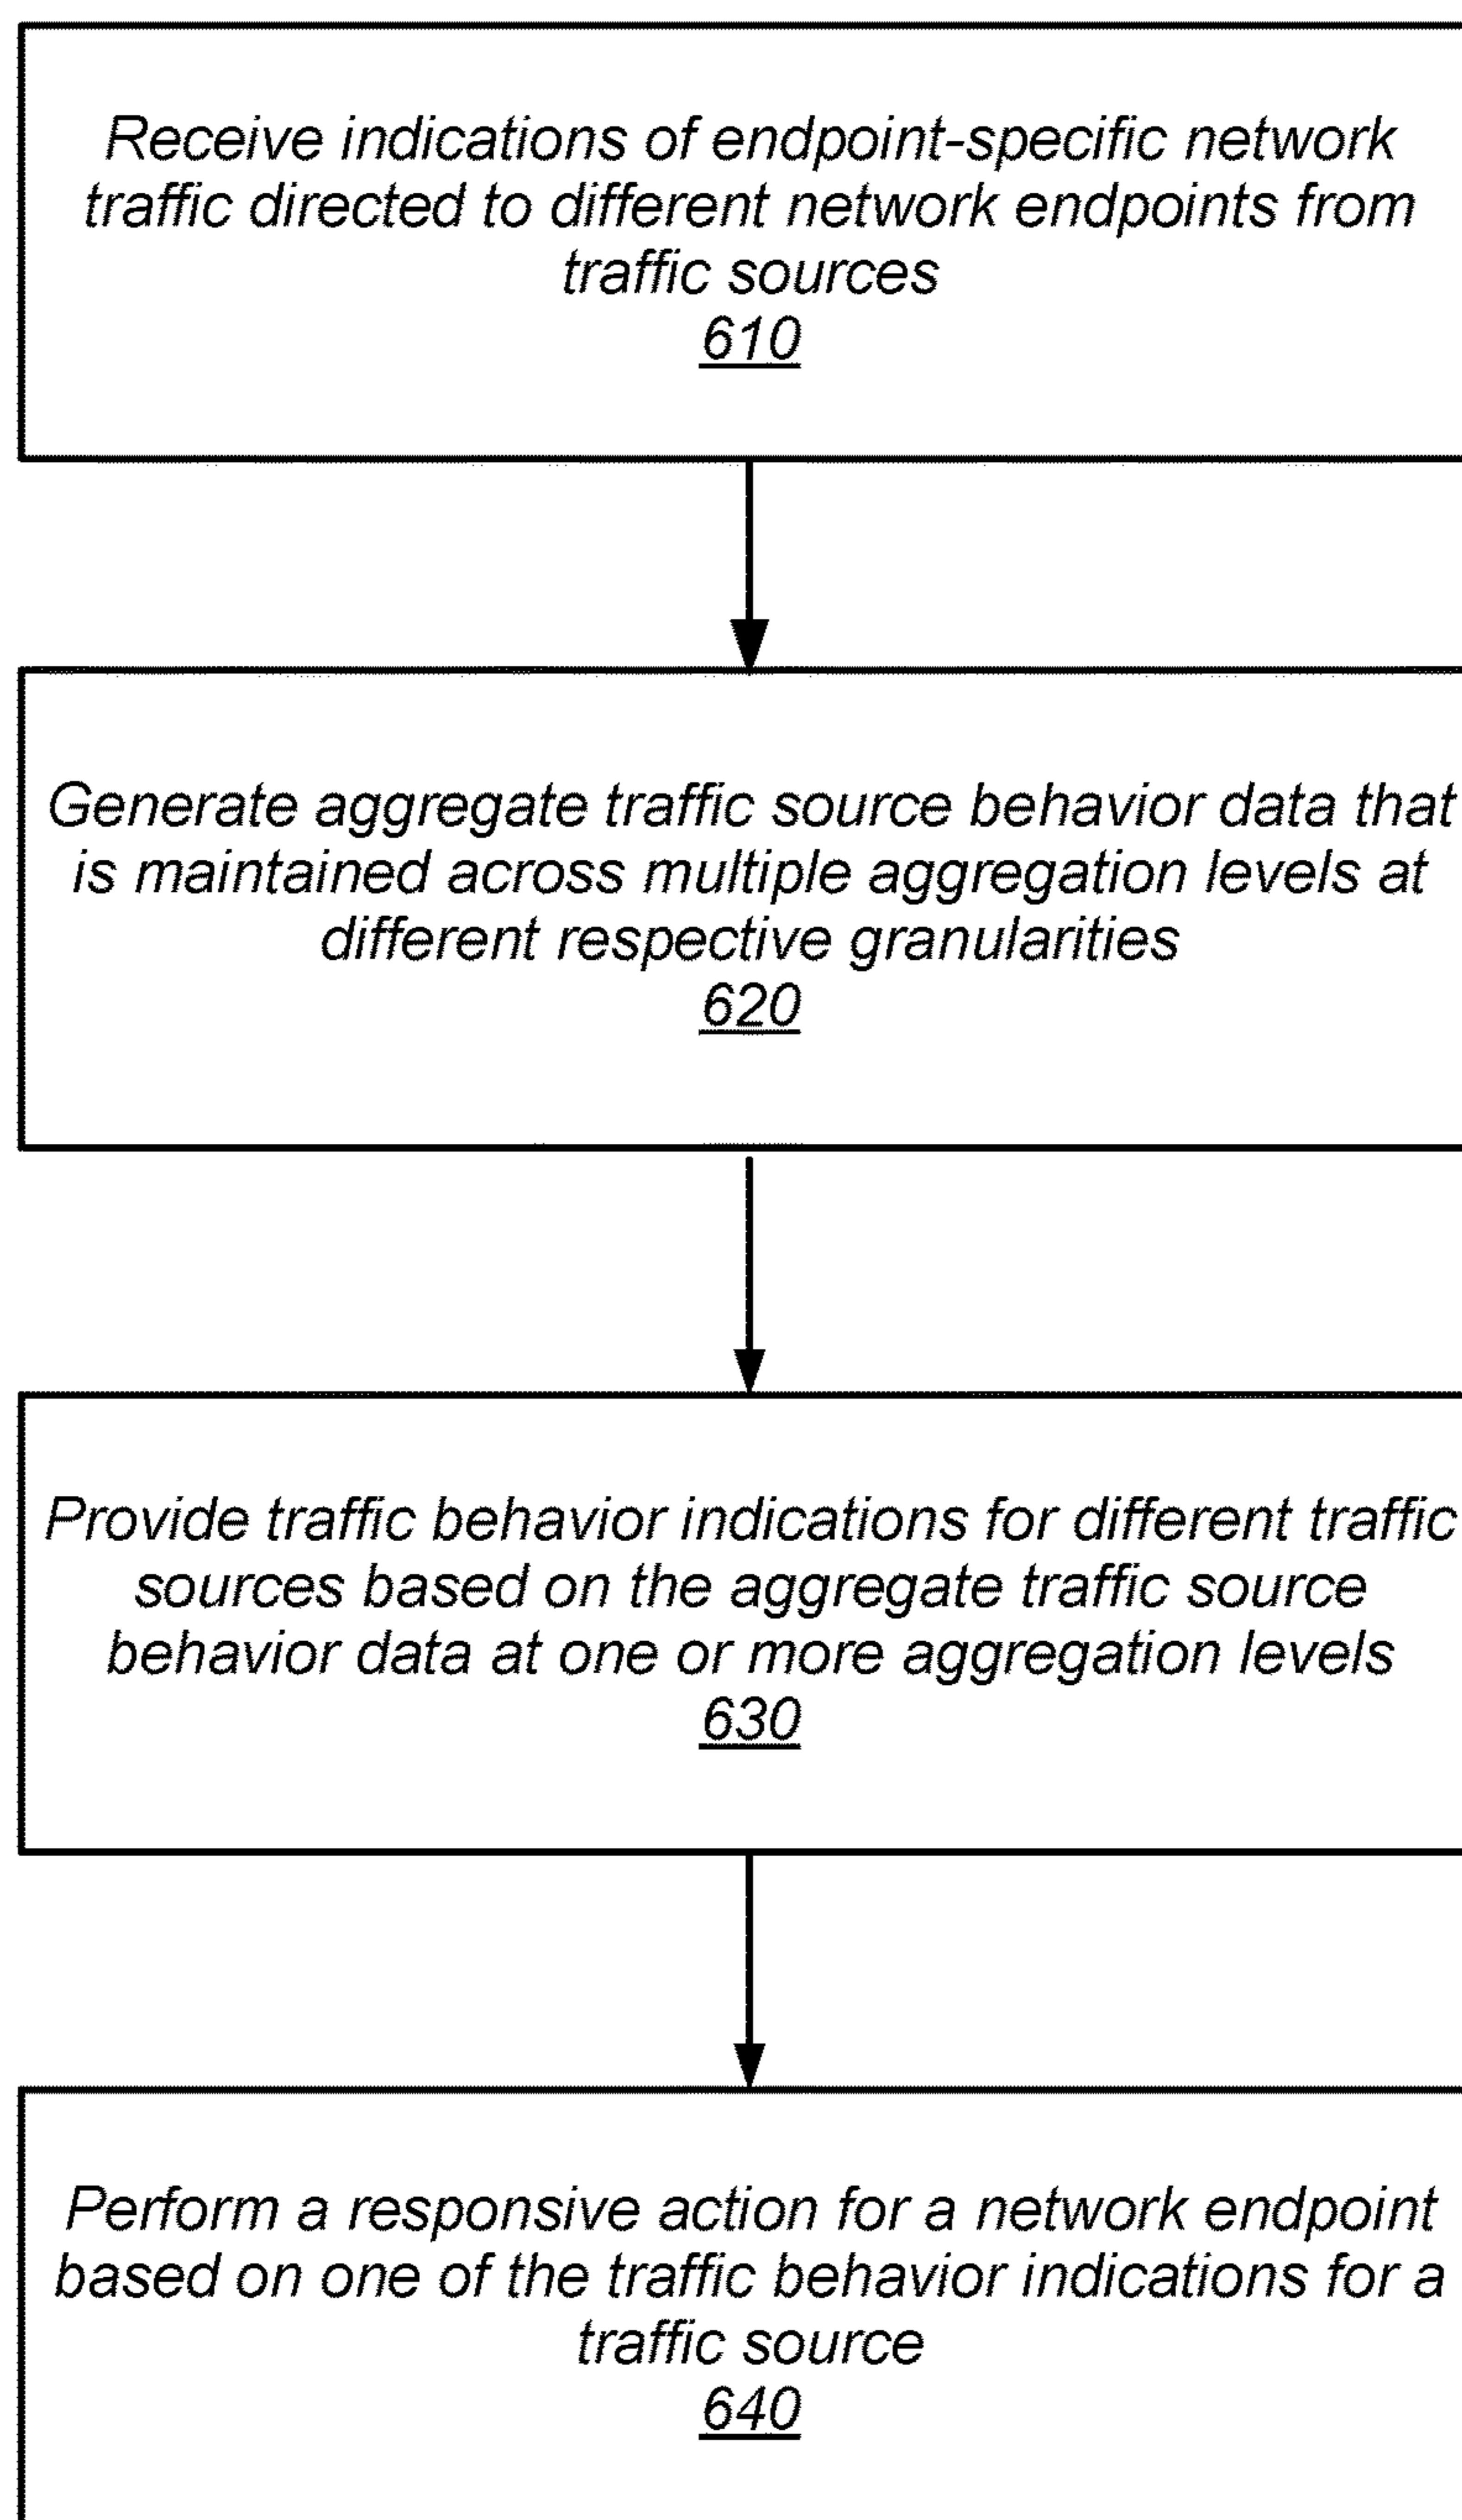 Receive indications of endpoint-specific network
traffic directed to different network endpoints from
traffic sources
610
Generate aggregate traffic source behavior data that
is maintained across multiple aggregation levels at
different respective granularities
620
Provide traffic behavior indications for different traffic
sources based on the aggregate traffic source
behavior data at one or more aggregation levels
630
Perform a responsive action for a network endpoint
based on one of the traffic behavior indications for a
traffic source
640